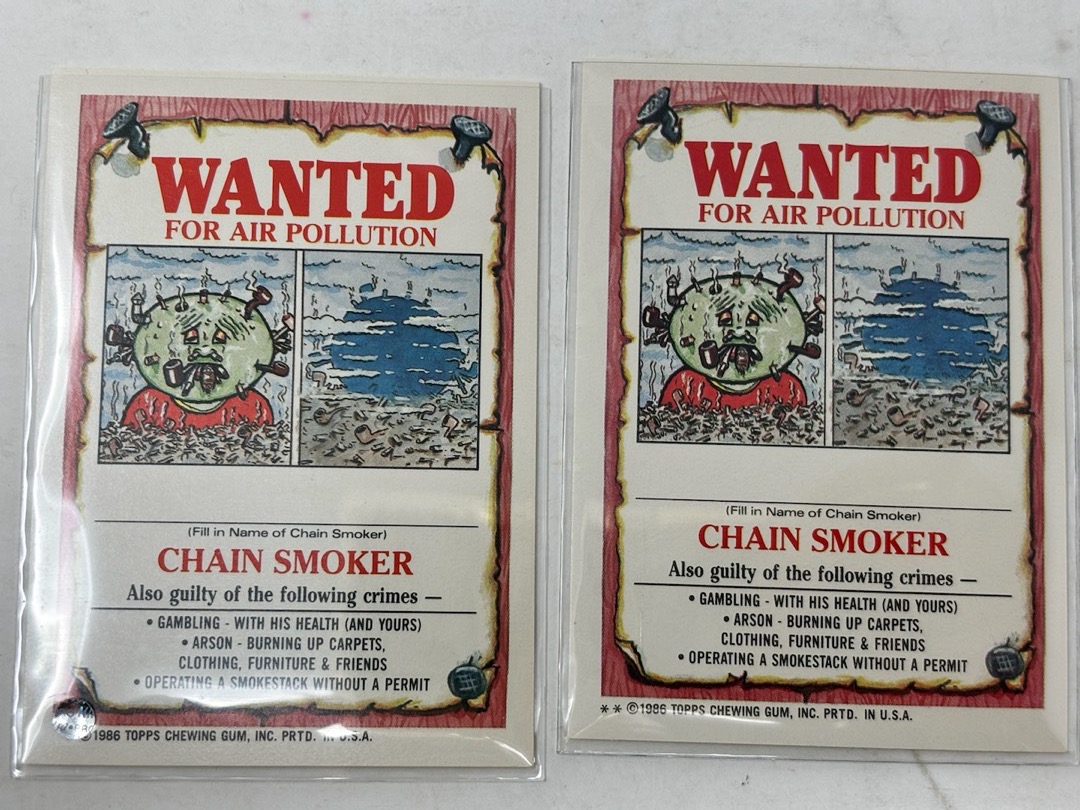 WANTED
FOR AIR POLLUTION
(Fill in Name of Chain Smoker)
CHAIN SMOKER
Also guilty of the following crimes —
• GAMBLING - WITH HIS HEALTH (AND YOURS)
• ARSON - BURNING UP CARPETS,
CLOTHING, FURNITURE & FRIENDS
• OPERATING A SMOKESTACK WITHOUT A PERMIT
©1986 TOPPS CHEWING GUM, INC. PRTD. IN U.S.A.
WANTED
FOR AIR POLLUTION
(Fill in Name of Chain Smoker)
CHAIN SMOKER
Also guilty of the following crimes —
• GAMBLING - WITH HIS HEALTH (AND YOURS)
• ARSON - BURNING UP CARPETS,
CLOTHING, FURNITURE & FRIENDS
• OPERATING A SMOKESTACK WITHOUT A PERMIT
* * ©1986 TOPPS CHEWING GUM, INC. PRTD. IN U.S.A.